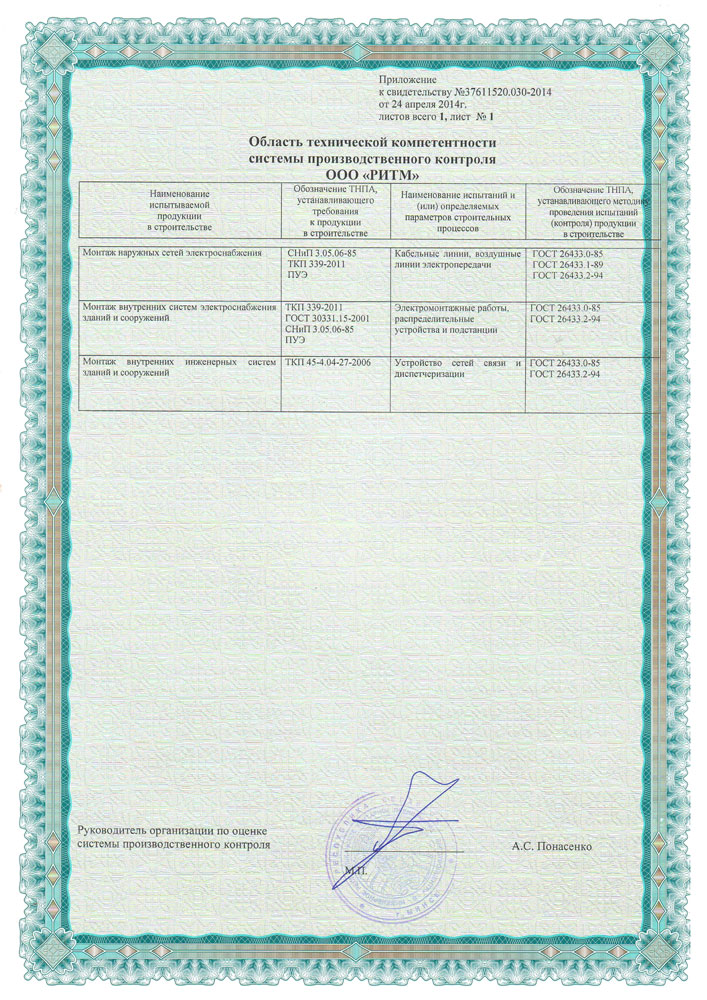 Приложение
к свидетельству №37611520.030-2014
от 24 апреля 2014г.
листов всего 1, лист № 1
Область технической компетентности
системы производственного контроля
ООО «РИТМ»
Наименование
испытываемой
продукции
в строительстве
Обозначение ТНПА,
устанавливающего
требования
к продукции
в строительстве
Наименование испытаний и
(или) определяемых
параметров строительных
процессов
Обозначение ТНПА,
устанавливающего методику
проведения испытаний
(контроля) продукции
в строительстве
Монтаж наружных сетей электроснабжения
СНиП 3.05.06-85
ТКП 339-2011
ПУЭ
Кабельные линии, воздушные
линии электропередачи
ГОСТ 26433.0-85
ГОСТ 26433.1-89
ГОСТ 26433.2-94
Монтаж внутренних систем электроснабжения
зданий и сооружений
ТКП 339-2011
ГОСТ 30331.15-2001
СНиП 3.05.06-85
ПУЭ
Электромонтажные работы,
распределительные
устройства и подстанции
ГОСТ 26433.0-85
ГОСТ 26433.2-94
Монтаж внутренних инженерных систем
зданий и сооружений
ТКП 45-4.04-27-2006
Устройство сетей связи и
диспетчеризации
ГОСТ 26433.0-85
ГОСТ 26433.2-94
Руководитель организации по оценке
системы производственного контроля
А.С. Понасенко
М.П.
г. Минск